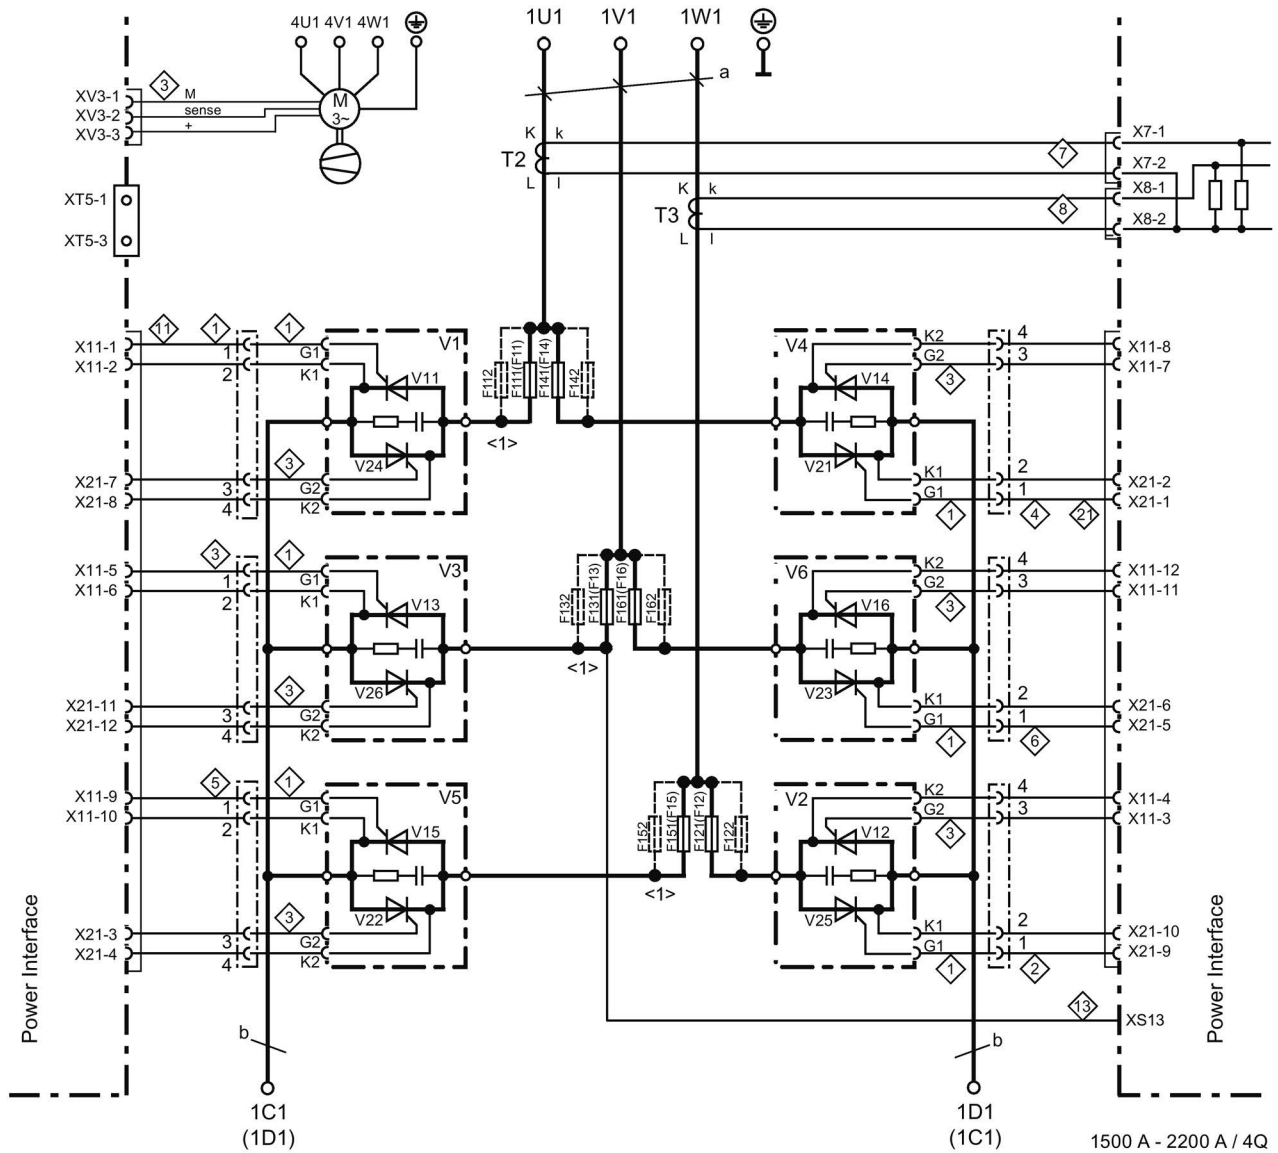 4U1 4V1 4W1
1U1 1V1 1W1
a
XV3-1
XV3-2
XV3-3
3
M
sense
+
M
3~
XT5-1
XT5-3
K k
T2
L l
K k
T3
L l
7
8
X7-1
X7-2
X8-1
X8-2
11 1 1
X11-1
X11-2
1
2
G1
K1
V1
V11
V24
3
X21-7
X21-8
3
4
G2
K2
F112
F111(F11)
F141(F14)
F142
<1>
V4
V14
V21
K2
G2
3
4
3
X11-8
X11-7
K1
G1
2
1
1
4
21
X21-2
X21-1
3 1
X11-5
X11-6
1
2
G1
K1
V3
V13
V26
3
X21-11
X21-12
3
4
G2
K2
F132
F131(F13)
F161(F16)
F162
<1>
V6
V16
V23
K2
G2
3
4
3
X11-12
X11-11
K1
G1
2
1
1
6
X21-6
X21-5
5 1
X11-9
X11-10
1
2
G1
K1
V5
V15
V22
3
X21-3
X21-4
3
4
G2
K2
F152
F151(F15)
F121(F12)
F122
<1>
V2
V12
V25
K2
G2
3
4
3
X11-4
X11-3
K1
G1
2
1
1
2
X21-10
X21-9
13
XS13
Power Interface
Power Interface
b
b
1C1
(1D1)
1D1
(1C1)
1500 A - 2200 A / 4Q